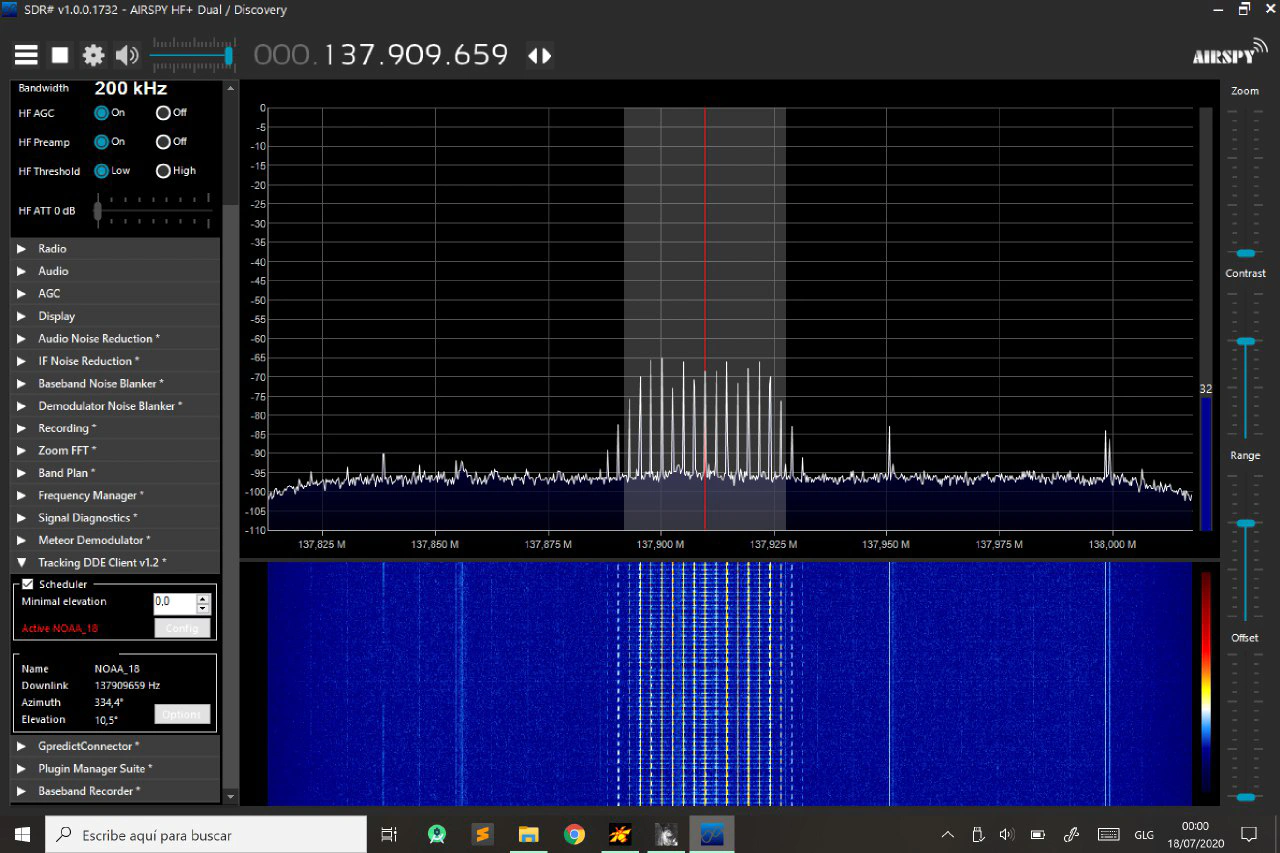 SDR# v1.0.0.1732 - AIRSPY HF+ Dual / Discovery
000.137.909.659
AIRSPY
Bandwidth 200 kHz
HF AGC On Off
HF Preamp On Off
HF Threshold Low High
HF ATT 0 dB
Radio
Audio
AGC
Display
Audio Noise Reduction *
IF Noise Reduction *
Baseband Noise Blanker *
Demodulator Noise Blanker *
Recording *
Zoom FFT *
Band Plan *
Frequency Manager *
Signal Diagnostics *
Meteor Demodulator *
Tracking DDE Client v1.2 *
Scheduler
Minimal elevation 0,0
Active NOAA_18 Config
Name NOAA_18
Downlink 137909659 Hz
Azimuth 334,4°
Elevation 10,5° Options
GpredictConnector *
Plugin Manager Suite *
Baseband Recorder *
0
-5
-10
-15
-20
-25
-30
-35
-40
-45
-50
-55
-60
-65
-70
-75
-80
-85
-90
-95
-100
-105
-110
137,825 M 137,850 M 137,875 M 137,900 M 137,925 M 137,950 M 137,975 M 138,000 M
32
Zoom
Contrast
Range
Offset
Escribe aquí para buscar
GLG
00:00
18/07/2020